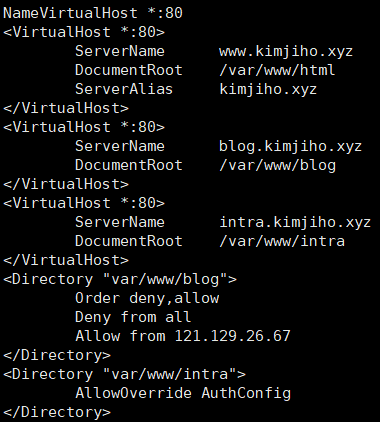 NameVirtualHost *:80
<VirtualHost *:80>
        ServerName      www.kimjiho.xyz
        DocumentRoot    /var/www/html
        ServerAlias     kimjiho.xyz
</VirtualHost>
<VirtualHost *:80>
        ServerName      blog.kimjiho.xyz
        DocumentRoot    /var/www/blog
</VirtualHost>
<VirtualHost *:80>
        ServerName      intra.kimjiho.xyz
        DocumentRoot    /var/www/intra
</VirtualHost>
<Directory "var/www/blog">
        Order deny,allow
        Deny from all
        Allow from 121.129.26.67
</Directory>
<Directory "var/www/intra">
        AllowOverride AuthConfig
</Directory>